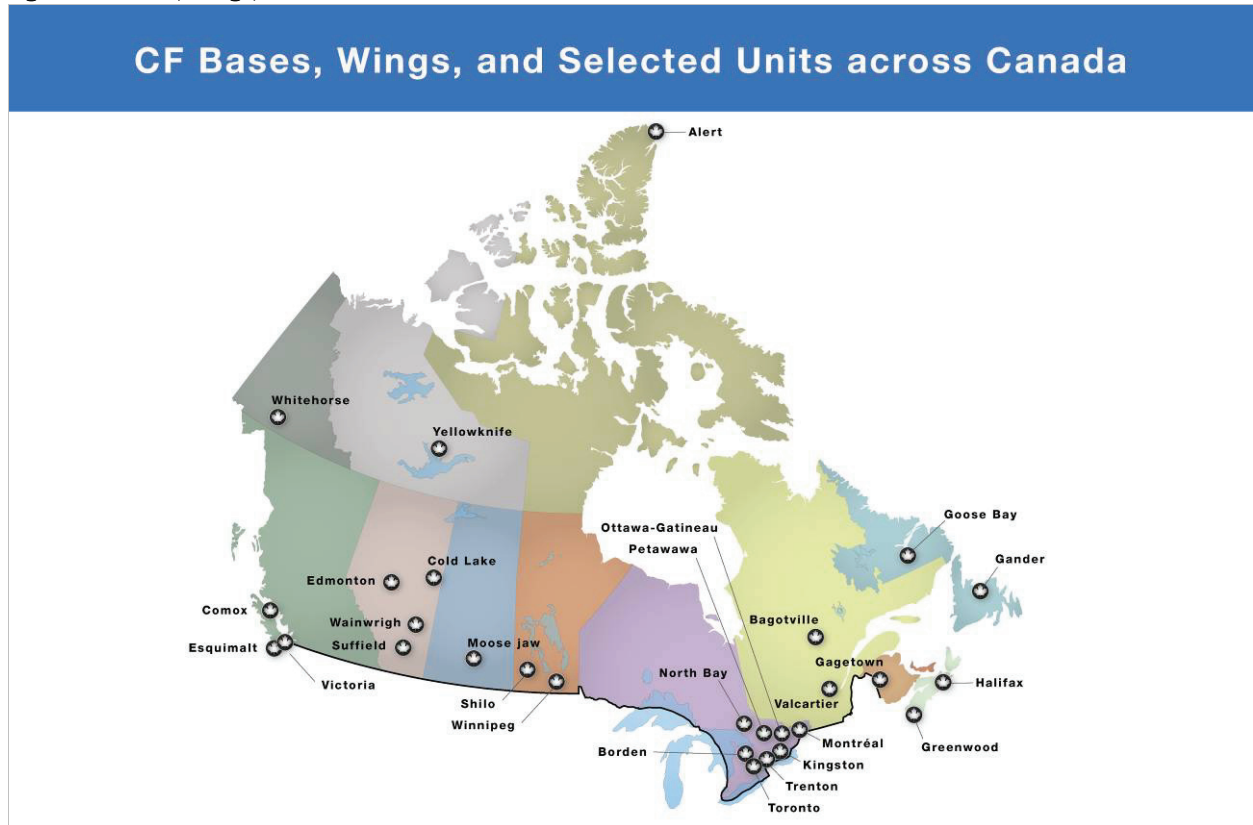 CF Bases, Wings, and Selected Units across Canada
Alert
Whitehorse
Yellowknife
Ottawa-Gatineau
Petawawa
Goose Bay
Gander
Cold Lake
Edmonton
Comox
Wainwrigh
Bagotville
Suffield
Moose jaw
Esquimalt
Gagetown
North Bay
Halifax
Victoria
Valcartier
Shilo
Winnipeg
Montréal
Greenwood
Borden
Kingston
Trenton
Toronto